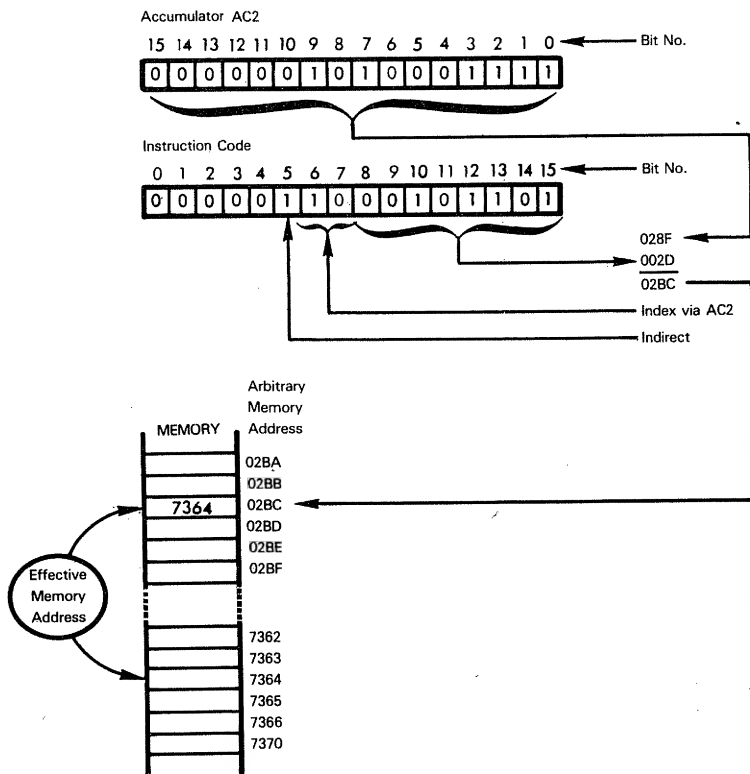 Accumulator AC2
15 14 13 12 11 10 9 8 7 6 5 4 3 2 1 0 Bit No.
0 0 0 0 0 0 1 0 1 0 0 0 1 1 1 1
Instruction Code
0 1 2 3 4 5 6 7 8 9 10 11 12 13 14 15 Bit No.
0 0 0 0 0 1 1 0 0 0 1 0 1 1 0 1
028F
002D
02BC
Index via AC2
Indirect
Arbitrary
Memory
Address
MEMORY
02BA
02BB
7364 02BC
02BD
02BE
02BF
Effective
Memory
Address
7362
7363
7364
7365
7366
7370